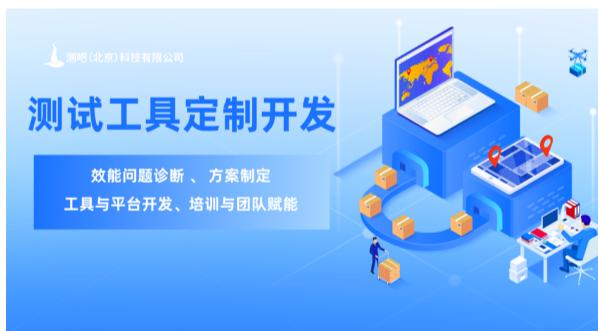 测吧(北京)科技有限公司
测试工具定制开发
效能问题诊断 、方案制定
工具与平台开发、培训与团队赋能